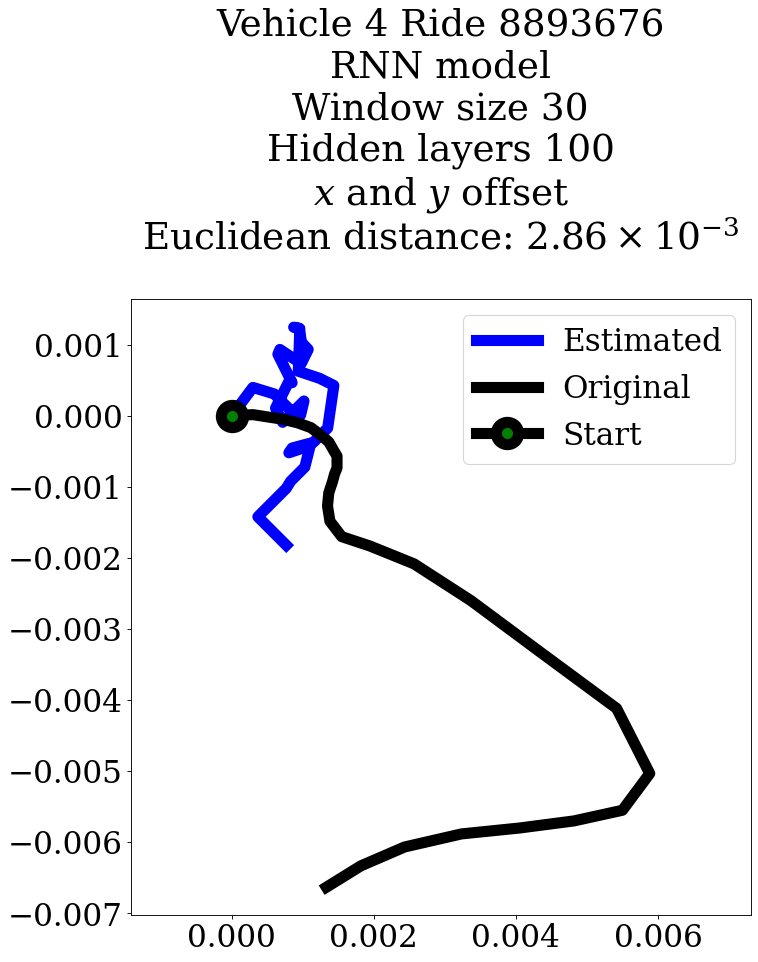 Vehicle 4 Ride 8893676
RNN model
Window size 30
Hidden layers 100
x and y offset
Euclidean distance: 2.86 × 10⁻³
Estimated
Original
Start
0.001
0.000
−0.001
−0.002
−0.003
−0.004
−0.005
−0.006
−0.007
0.000 0.002 0.004 0.006